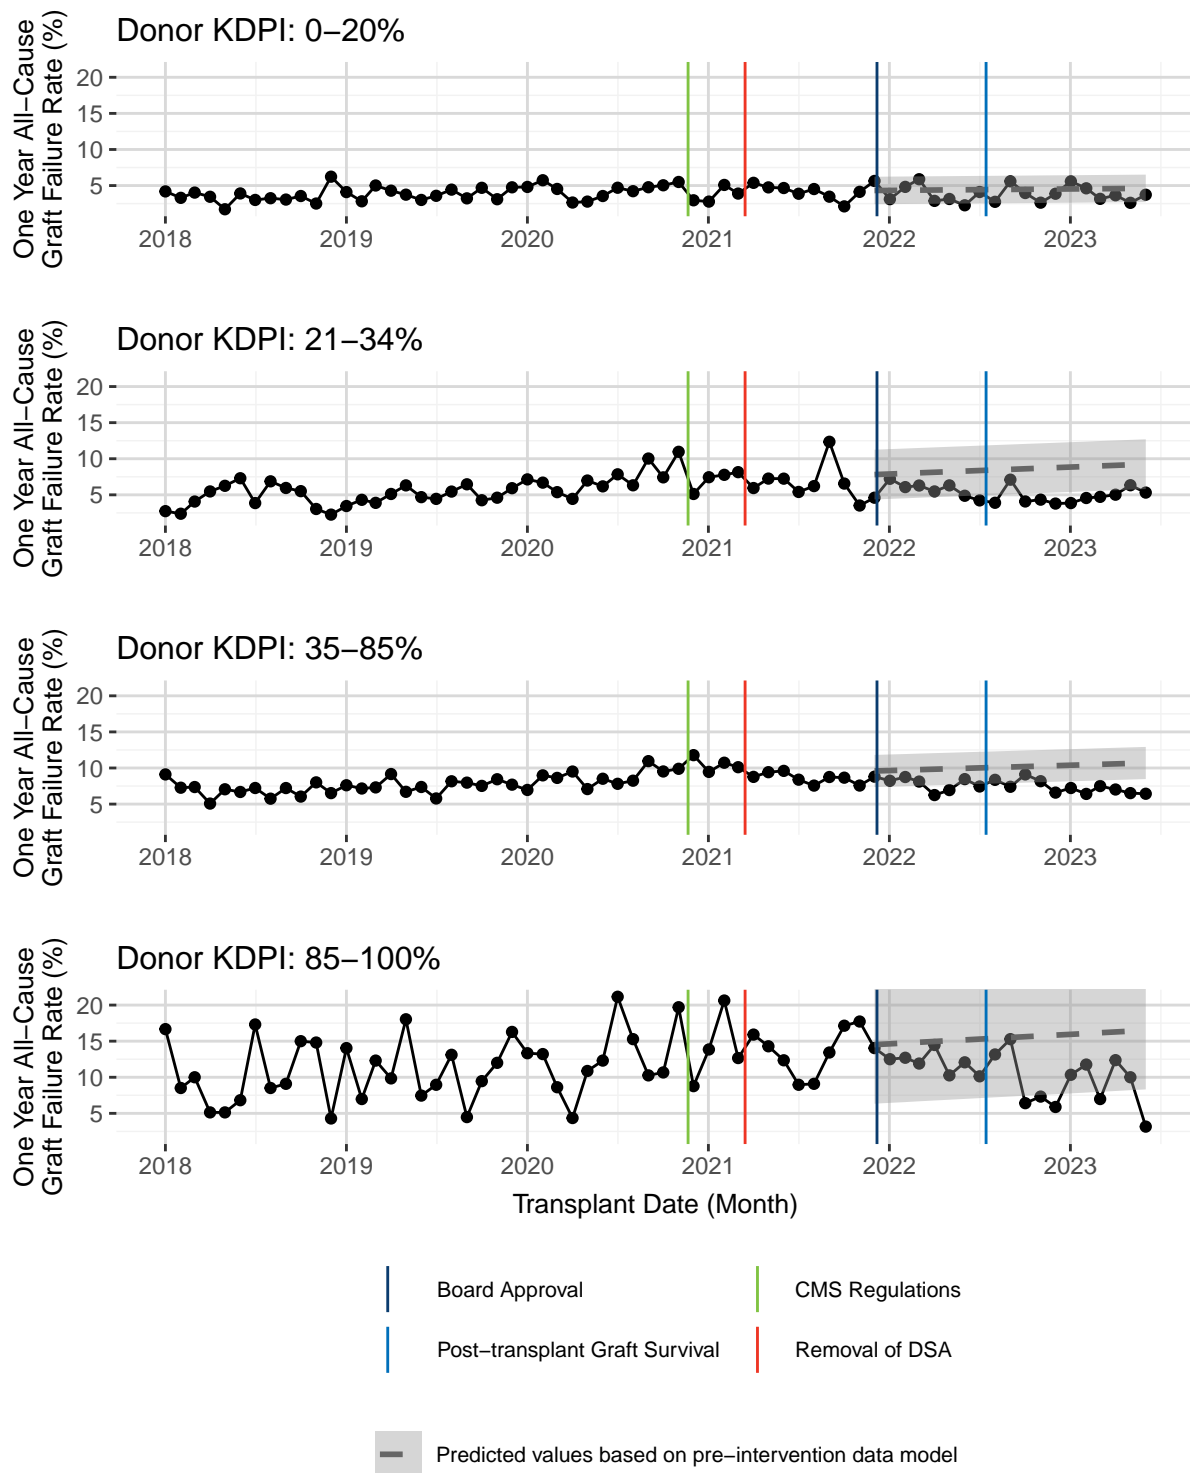 Donor KDPI: 0–20%
One Year All–Cause
Graft Failure Rate (%)
20
15
10
5
2018 2019 2020 2021 2022 2023
Donor KDPI: 21–34%
One Year All–Cause
Graft Failure Rate (%)
20
15
10
5
2018 2019 2020 2021 2022 2023
Donor KDPI: 35–85%
One Year All–Cause
Graft Failure Rate (%)
20
15
10
5
2018 2019 2020 2021 2022 2023
Donor KDPI: 85–100%
One Year All–Cause
Graft Failure Rate (%)
20
15
10
5
2018 2019 2020 2021 2022 2023
Transplant Date (Month)
Board Approval
CMS Regulations
Post–transplant Graft Survival
Removal of DSA
Predicted values based on pre–intervention data model